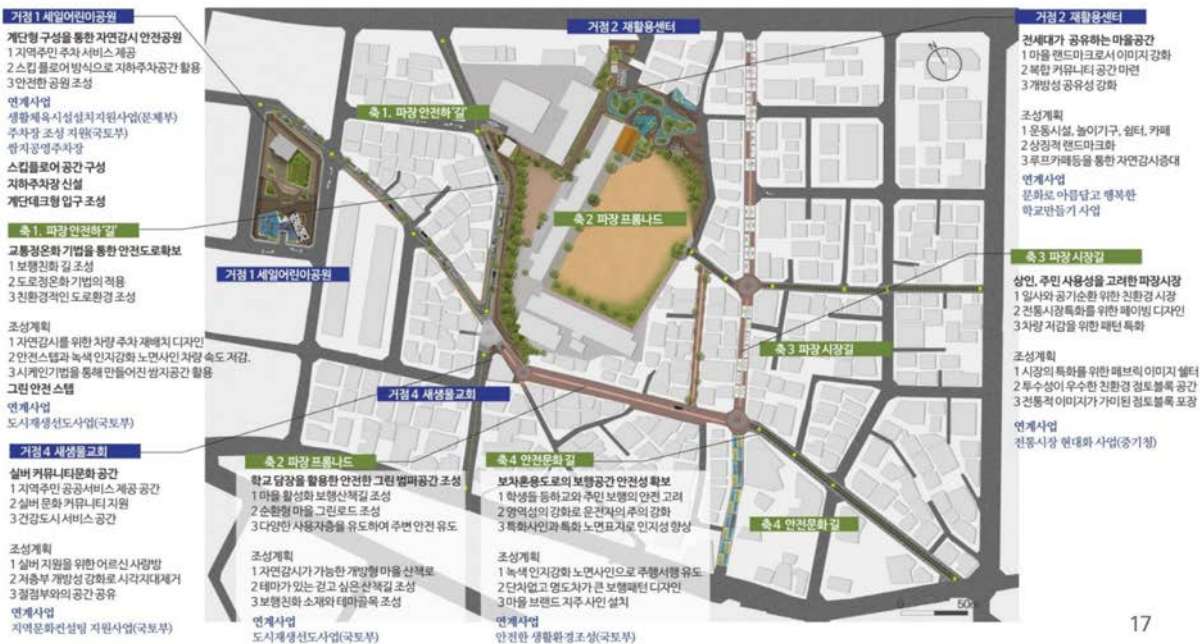 거점 1 세일어린이공원
계단형 구성을 통한 자연감시 안전공원
1 지역주민 주차 서비스 제공
2 스킵 플로어 방식으로 지하주차공간 활용
3 안전한 공원 조성
연계사업
생활체육시설설치지원사업(문체부)
주차장 조성 지원(국토부)
쌈지공영주차장
스킵플로어 공간 구성
지하주차장 신설
계단데크형 입구 조성
축 1. 파장 안전하'길'
교통정온화 기법을 통한 안전도로확보
1 보행친화 길 조성
2 도로정온화 기법의 적용
3 친환경적인 도로환경 조성
조성계획
1 자연감시를 위한 차량 주차 재배치 디자인
2 안전스텝과 녹색 인지강화 노면사인 차량 속도 저감.
3 시케인기법을 통해 만들어진 쌈지공간 활용
그린 안전 스텝
연계사업
도시재생선도사업(국토부)
거점 4 새샘물교회
실버 커뮤니티문화 공간
1 지역주민 공공서비스 제공 공간
2 실버 문화 커뮤니티 지원
3 건강도시 서비스 공간
조성계획
1 실버 지원을 위한 어르신 사랑방
2 저층부 개방성 강화로 시각지대제거
3 절점부와의 공간 공유
연계사업
지역문화컨설팅 지원사업(국토부)
거점 2 재활용센터
축 1. 파장 안전하'길'
축 2 파장 프롬나드
거점 1 세일어린이공원
축 3 파장 시장길
거점 4 새샘물교회
축 4 안전문화 길
N
0
50m
축 2 파장 프롬나드
학교 담장을 활용한 안전한 그린 범퍼공간 조성
1 마을 활성화 보행산책길 조성
2 순환형 마을 그린로드 조성
3 다양한 사용자층을 유도하여 주변 안전 유도
조성계획
1 자연감시가 가능한 개방형 마을 산책로
2 테마가 있는 걷고 싶은 산책길 조성
3 보행친화 소재와 테마골목 조성
연계사업
도시재생선도사업(국토부)
축 4 안전문화 길
보차혼용도로의 보행공간 안전성 확보
1 학생들 등하교와 주민 보행의 안전 고려
2 영역성의 강화로 운전자의 주의 강화
3 특화사인과 특화 노면표지로 인지성 향상
조성계획
1 녹색 인지강화 노면사인으로 주행서행 유도
2 단차없고 명도차가 큰 보행패턴 디자인
3 마을 브랜드 지주 사인 설치
연계사업
안전한 생활환경조성(국토부)
거점 2 재활용센터
전세대가 공유하는 마을공간
1 마을 랜드마크로서 이미지 강화
2 복합 커뮤니티 공간 마련
3 개방성 공유성 강화
조성계획
1 운동시설, 놀이기구, 쉼터, 카페
2 상징적 랜드마크화
3 루프카페등을 통한 자연감시증대
연계사업
문화로 아름답고 행복한
학교만들기 사업
축 3 파장 시장길
상인, 주민 사용성을 고려한 파장시장
1 일사와 공기순환 위한 친환경 시장
2 전통시장특화를 위한 페이빙 디자인
3 차량 저감을 위한 패턴 특화
조성계획
1 시장의 특화를 위한 페브릭 이미지 쉘터
2 투수성이 우수한 친환경 점토블록 공간
3 전통적 이미지가 가미된 점토블록 포장
연계사업
전통시장 현대화 사업(중기청)
17